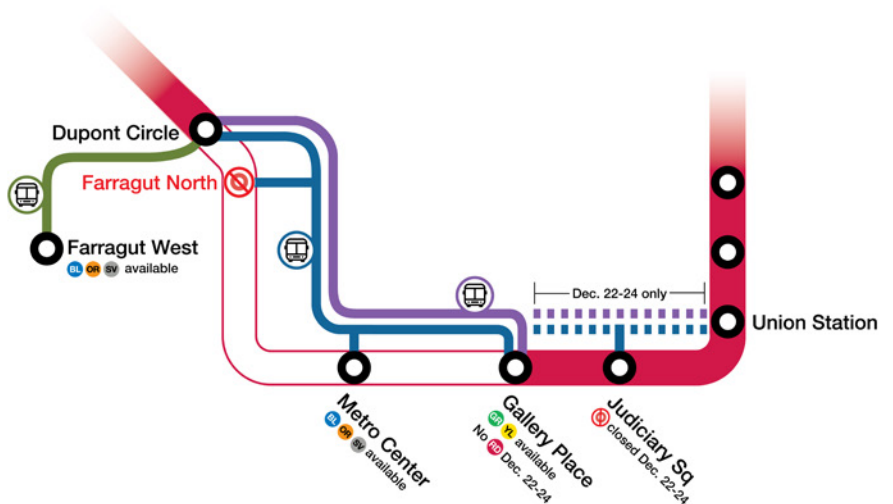 Dupont Circle
Farragut North
Farragut West
BL OR SV available
Dec. 22-24 only
Union Station
Metro Center
BL OR SV available
Gallery Place
GR YL available
No RD Dec. 22-24
Judiciary Sq
closed Dec. 22-24